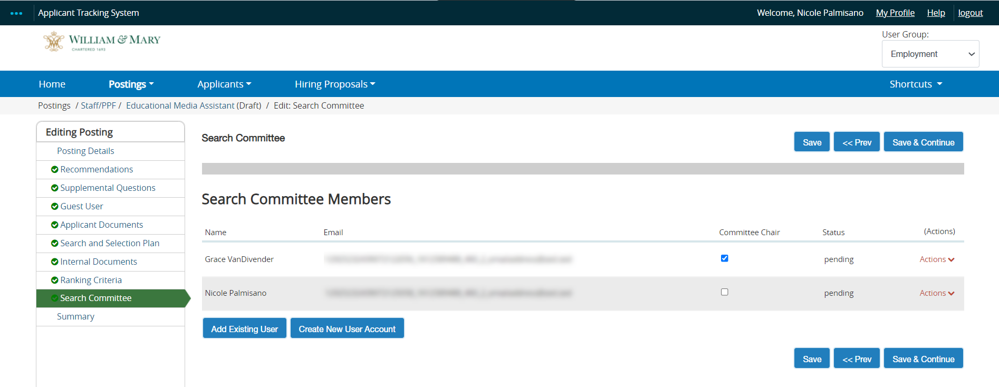 ••• Applicant Tracking System Welcome, Nicole Palmisano My Profile Help logout
WILLIAM & MARY
CHARTERED 1693
User Group:
Employment
Home Postings Applicants Hiring Proposals Shortcuts
Postings / Staff/PPF / Educational Media Assistant (Draft) / Edit: Search Committee
Editing Posting
Posting Details
Recommendations
Supplemental Questions
Guest User
Applicant Documents
Search and Selection Plan
Internal Documents
Ranking Criteria
Search Committee
Summary
Search Committee
Save << Prev Save & Continue
Search Committee Members
Name Email Committee Chair Status (Actions)
Grace VanDivender pending Actions
Nicole Palmisano pending Actions
Add Existing User Create New User Account
Save << Prev Save & Continue